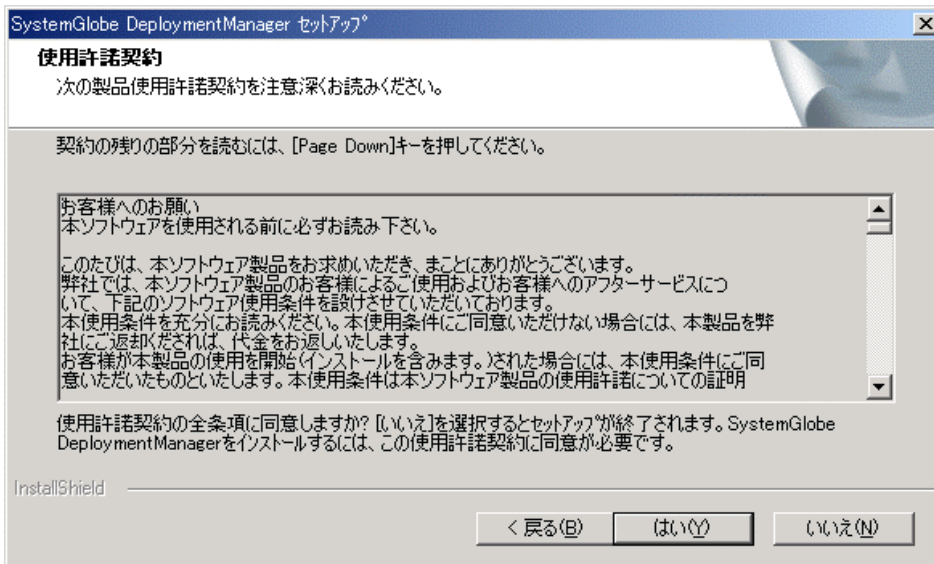 SystemGlobe DeploymentManager ｾｯﾄｱｯﾌﾟ
使用許諾契約
次の製品使用許諾契約を注意深くお読みください。
契約の残りの部分を読むには、[Page Down]キーを押してください。
お客様へのお願い
本ソフトウェアを使用される前に必ずお読み下さい。
このたびは、本ソフトウェア製品をお求めいただき、まことにありがとうございます。
弊社では、本ソフトウェア製品のお客様によるご使用およびお客様へのアフターサービスにつ
いて、下記のソフトウェア使用条件を設けさせていただいております。
本使用条件を充分にお読みください。本使用条件にご同意いただけない場合には、本製品を弊
社にご返却くだされば、代金をお返しいたします。
お客様が本製品の使用を開始(インストールを含みます。)された場合には、本使用条件にご同
意いただいたものといたします。本使用条件は本ソフトウェア製品の使用許諾についての証明
使用許諾契約の全条項に同意しますか? [いいえ]を選択するとｾｯﾄｱｯﾌﾟが終了されます。SystemGlobe
DeploymentManagerをインストールするには、この使用許諾契約に同意が必要です。
InstallShield
< 戻る(B)
はい(Y)
いいえ(N)